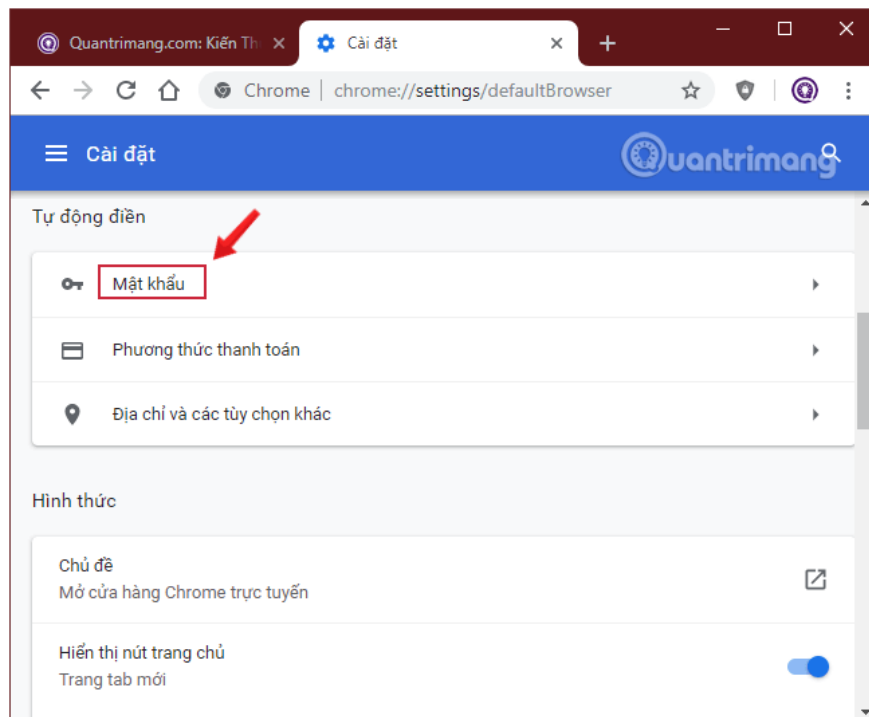 Quantrimang.com: Kiến Th
Cài đặt
Chrome | chrome://settings/defaultBrowser
Cài đặt
Quantrimang
Tự động điền
Mật khẩu
Phương thức thanh toán
Địa chỉ và các tùy chọn khác
Hình thức
Chủ đề
Mở cửa hàng Chrome trực tuyến
Hiển thị nút trang chủ
Trang tab mới